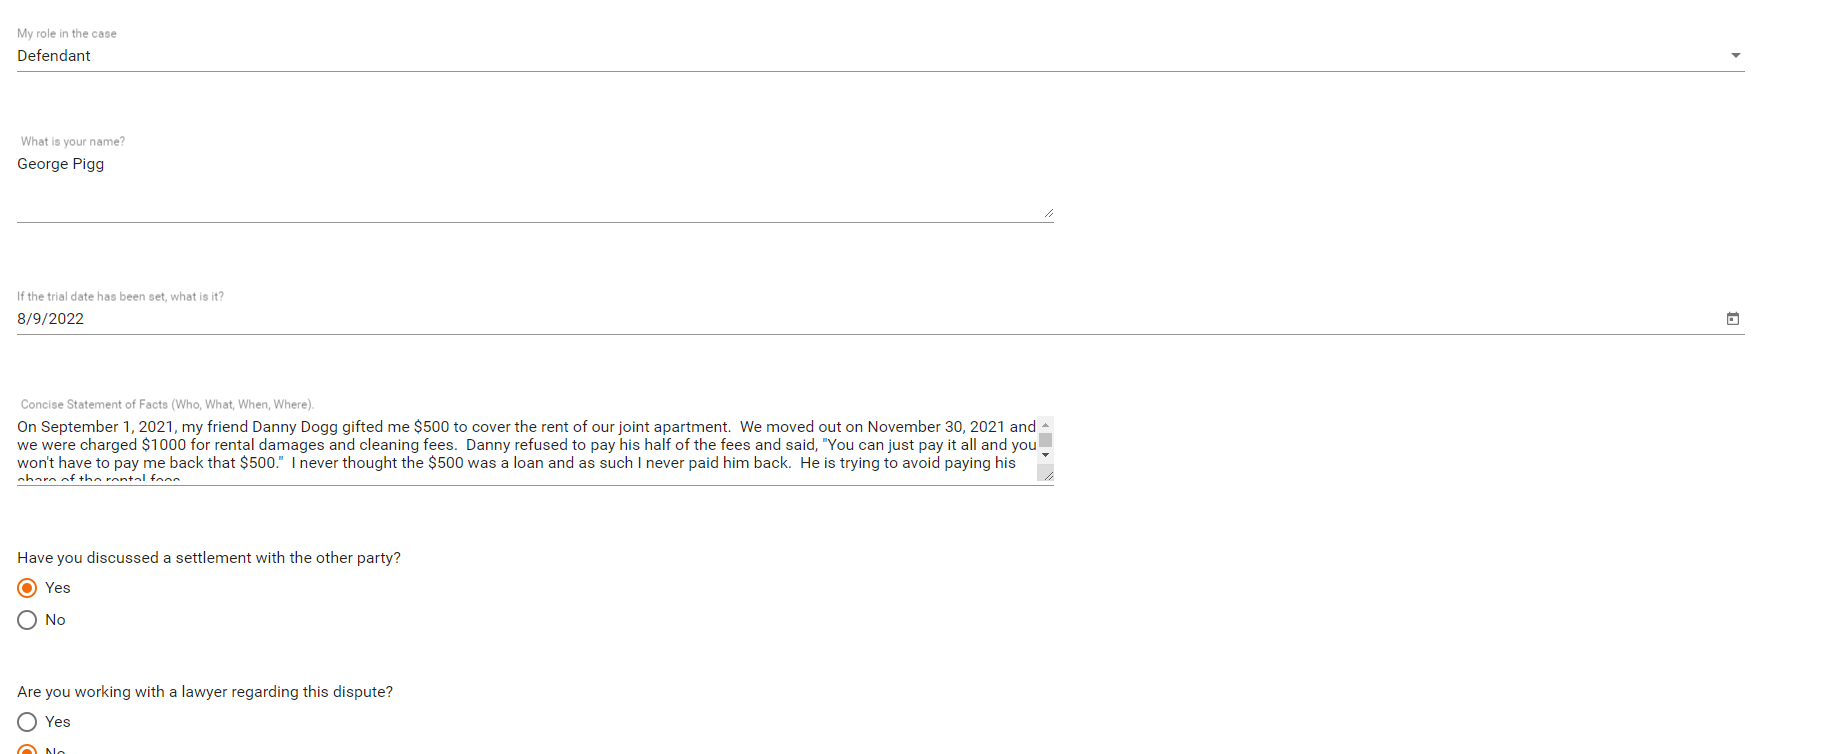 My role in the case
Defendant
What is your name?
George Pigg
If the trial date has been set, what is it?
8/9/2022
Concise Statement of Facts (Who, What, When, Where).
On September 1, 2021, my friend Danny Dogg gifted me $500 to cover the rent of our joint apartment.  We moved out on November 30, 2021 and
we were charged $1000 for rental damages and cleaning fees.  Danny refused to pay his half of the fees and said, "You can just pay it all and you
won't have to pay me back that $500."  I never thought the $500 was a loan and as such I never paid him back.  He is trying to avoid paying his
share of the rental fees
Have you discussed a settlement with the other party?
Yes
No
Are you working with a lawyer regarding this dispute?
Yes
No